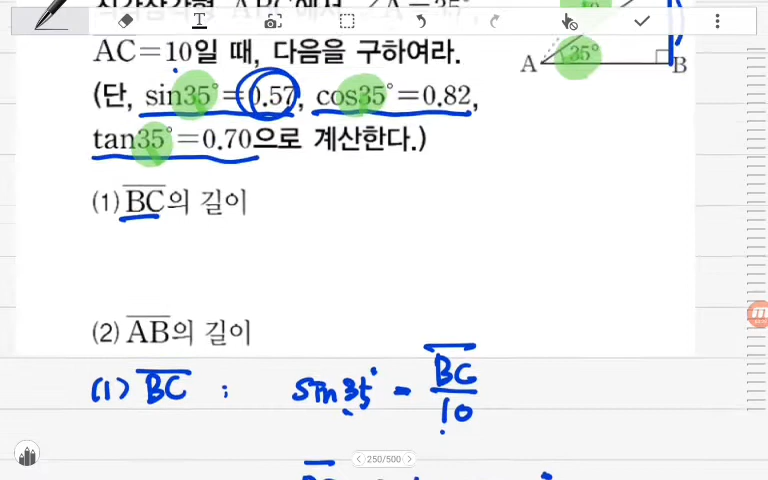 AC=10일 때, 다음을 구하여라.
(단, sin35°=0.57, cos35°=0.82,
tan35°=0.70으로 계산한다.)
35°
A
B
(1) BC의 길이
(2) AB의 길이
(1) BC : sin35° = BC/10
250/500